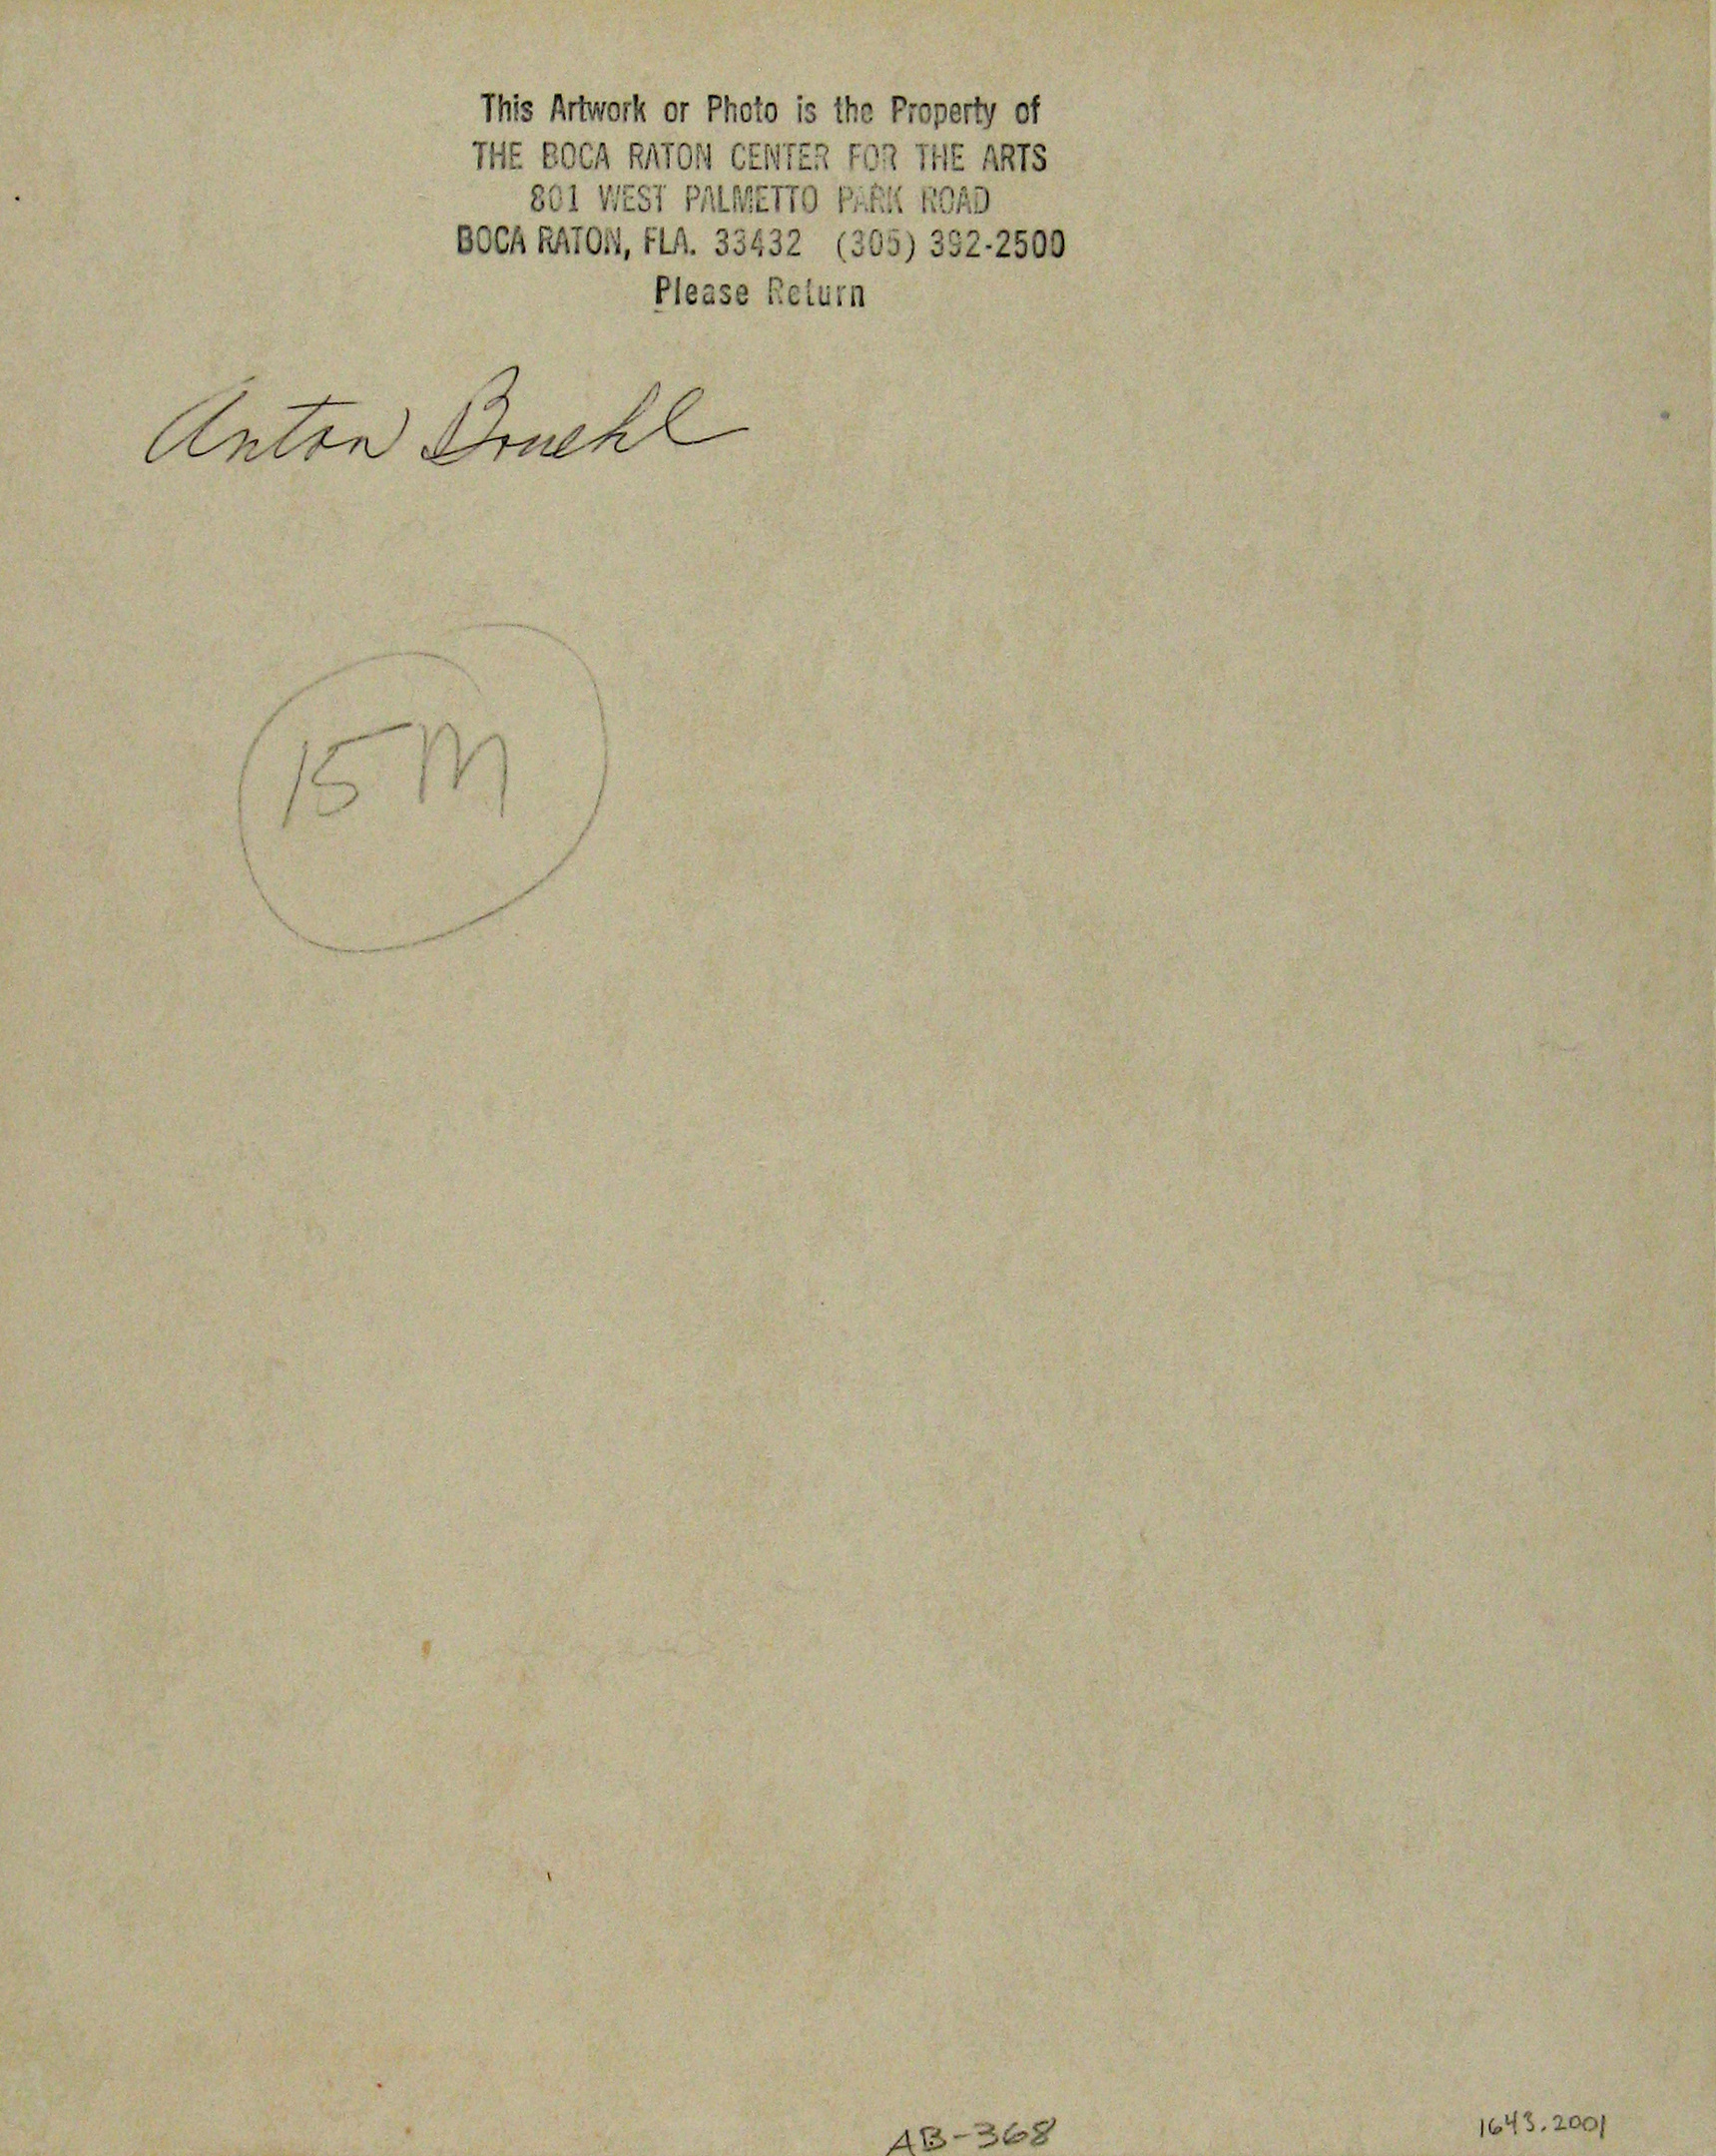 This Artwork or Photo is the Property of
THE BOCA RATON CENTER FOR THE ARTS
801 WEST PALMETTO PARK ROAD
BOCA RATON, FLA. 33432 (305) 392-2500
Please Return
Anton Bruehl
15 M
AB-368
1643.2001